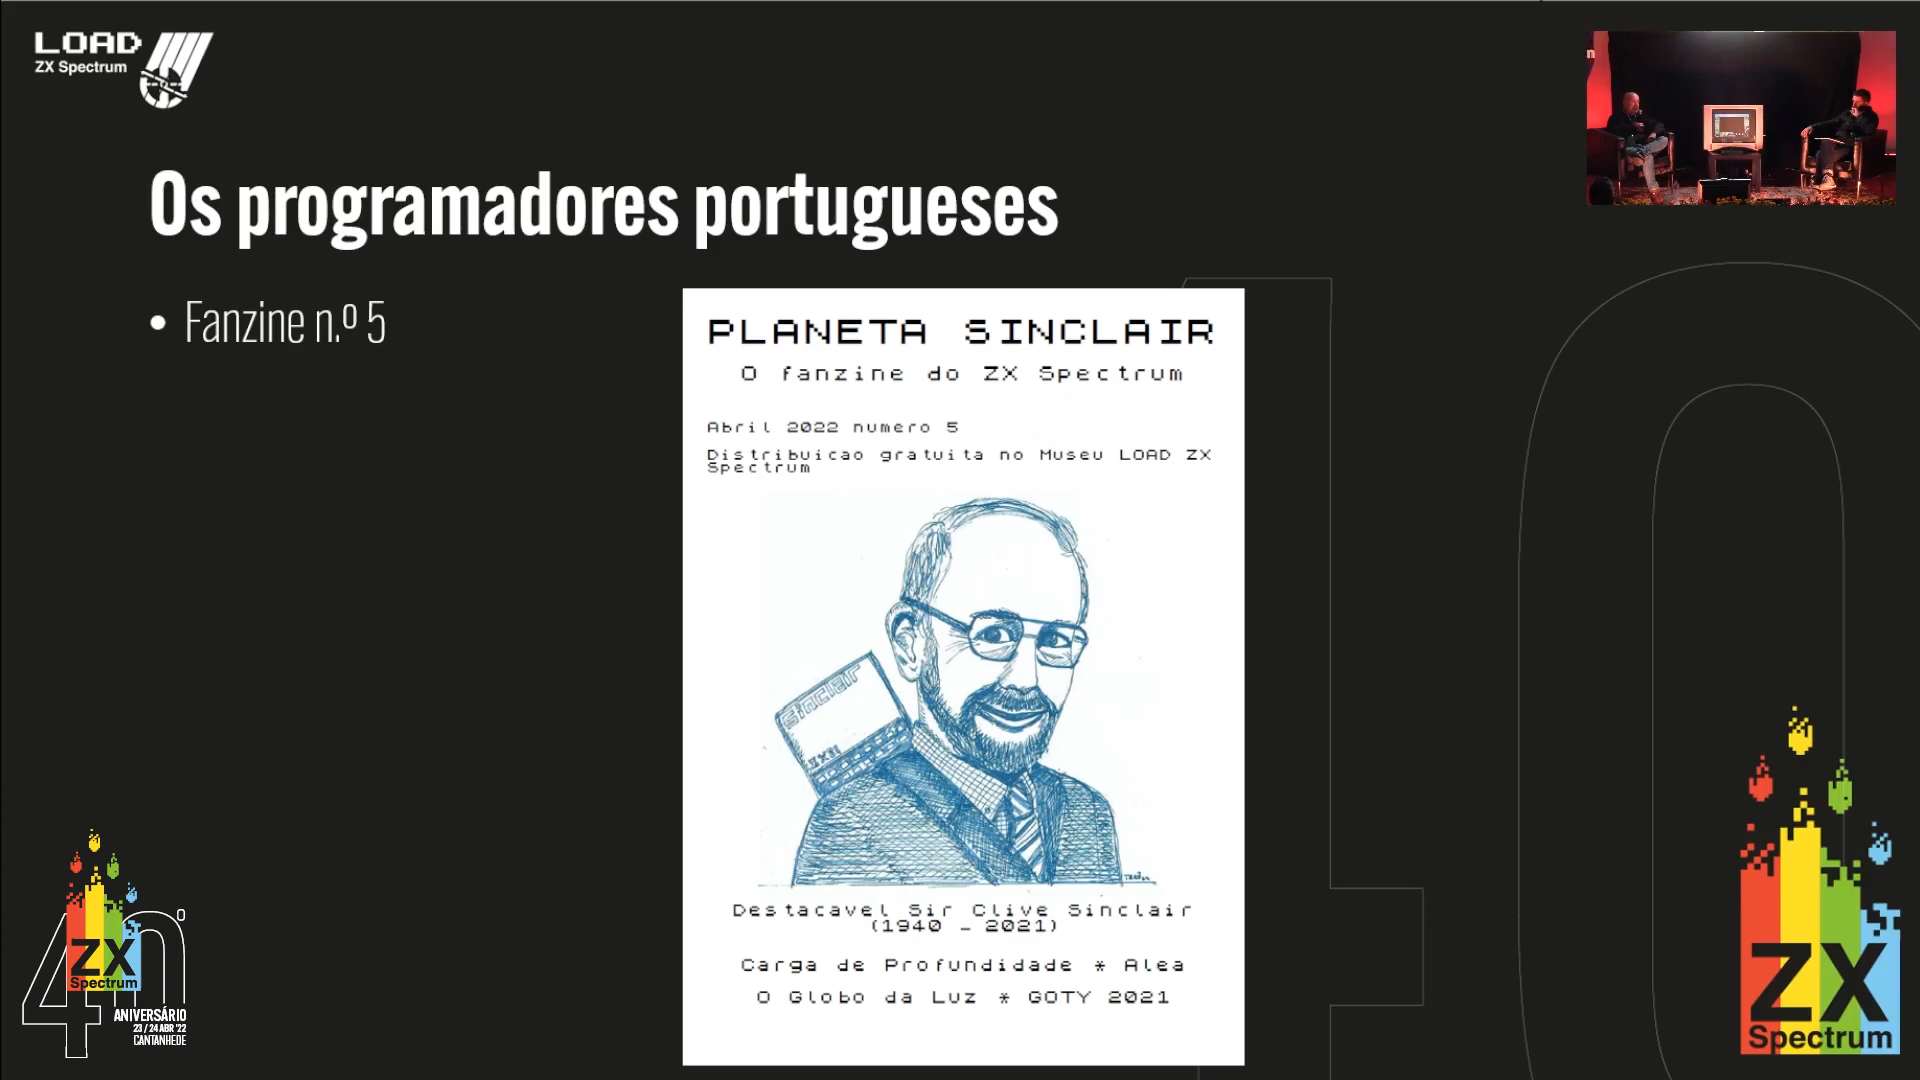 LOAD
ZX Spectrum
Os programadores portugueses
• Fanzine n.º 5
PLANETA SINCLAIR
O fanzine do ZX Spectrum
Abril 2022 numero 5
Distribuicao gratuita no Museu LOAD ZX
Spectrum
sinclair
ZX81
Destacavel Sir Clive Sinclair
(1940 - 2021)
Carga de Profundidade * Alea
O Globo da Luz * GOTY 2021
40º
ZX
Spectrum
ANIVERSÁRIO
23 / 24 ABR '22
CANTANHEDE
ZX
Spectrum